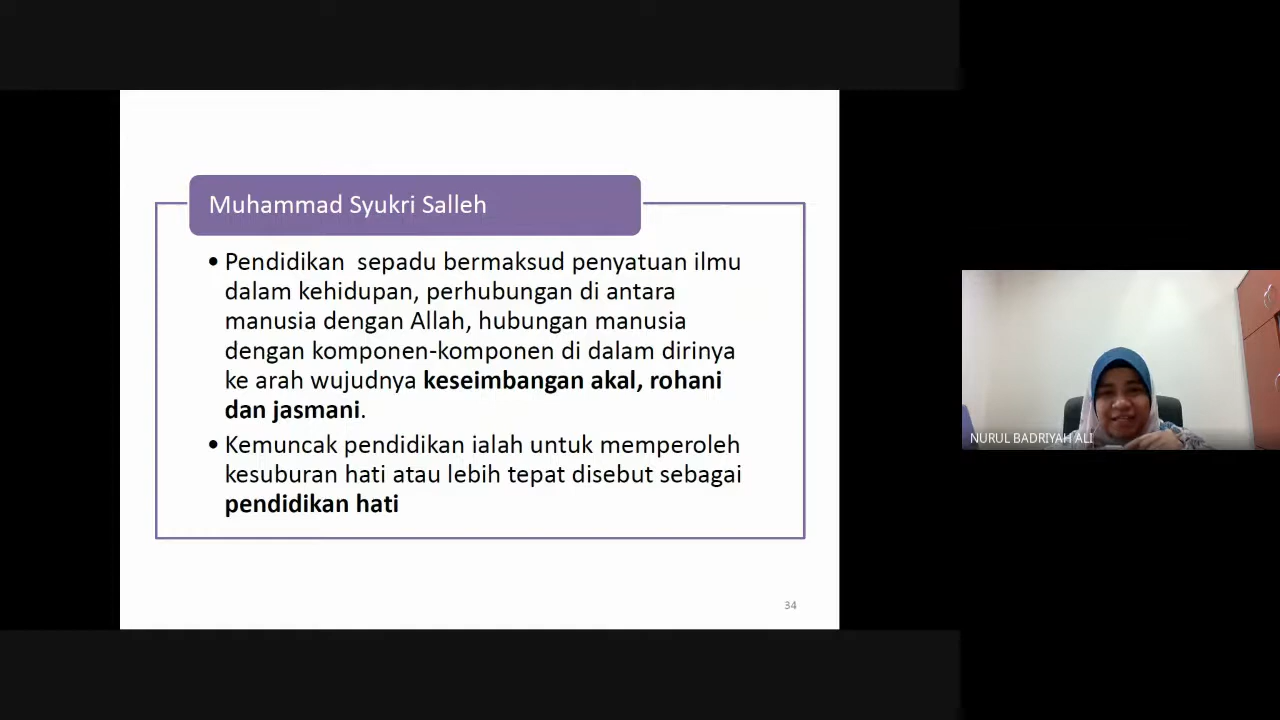 Muhammad Syukri Salleh
• Pendidikan  sepadu bermaksud penyatuan ilmu
dalam kehidupan, perhubungan di antara
manusia dengan Allah, hubungan manusia
dengan komponen-komponen di dalam dirinya
ke arah wujudnya keseimbangan akal, rohani
dan jasmani.
• Kemuncak pendidikan ialah untuk memperoleh
kesuburan hati atau lebih tepat disebut sebagai
pendidikan hati
34
NURUL BADRIYAH ALI